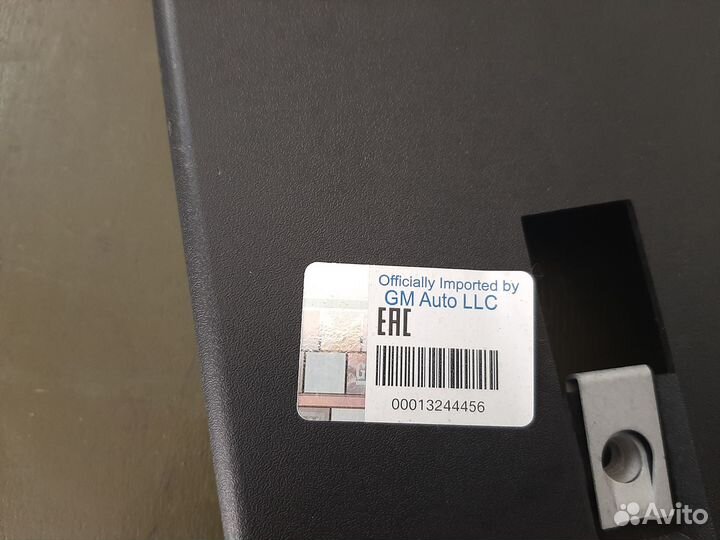 Officially Imported by
GM Auto LLC
EAC
00013244456
Avito